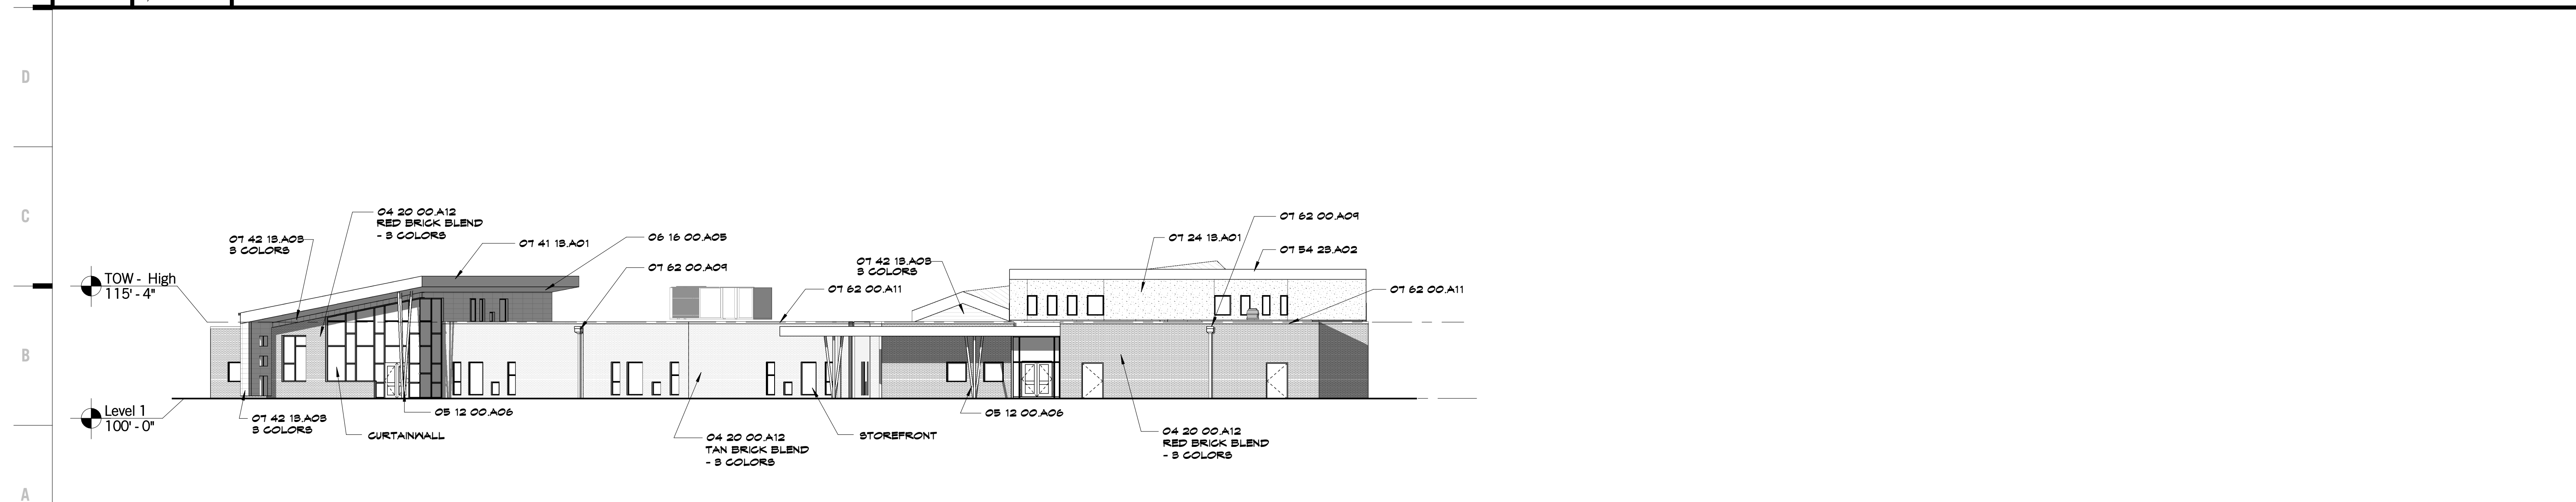 D
C
04 20 00.A12
RED BRICK BLEND
- 3 COLORS
07 62 00.A09
07 42 13.A03
3 COLORS
07 41 13.A01
06 16 00.A05
07 24 13.A01
07 54 23.A02
07 62 00.A09
07 42 13.A03
3 COLORS
TOW - High
115' - 4"
07 62 00.A11
07 62 00.A11
B
Level 1
100' - 0"
07 42 13.A03
3 COLORS
05 12 00.A06
05 12 00.A06
CURTAINWALL
04 20 00.A12
TAN BRICK BLEND
- 3 COLORS
STOREFRONT
04 20 00.A12
RED BRICK BLEND
- 3 COLORS
A